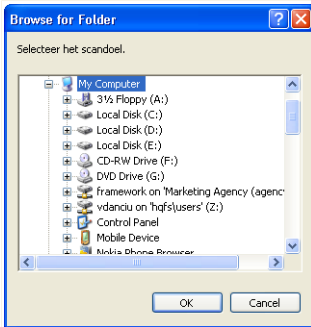 Browse for Folder
Selecteer het scandoel.
My Computer
3½ Floppy (A:)
Local Disk (C:)
Local Disk (D:)
Local Disk (E:)
CD-RW Drive (F:)
DVD Drive (G:)
framework on 'Marketing Agency (agenc
vdanciu on 'hqfs\users' (Z:)
Control Panel
Mobile Device
Nokia Phone Browser
OK Cancel